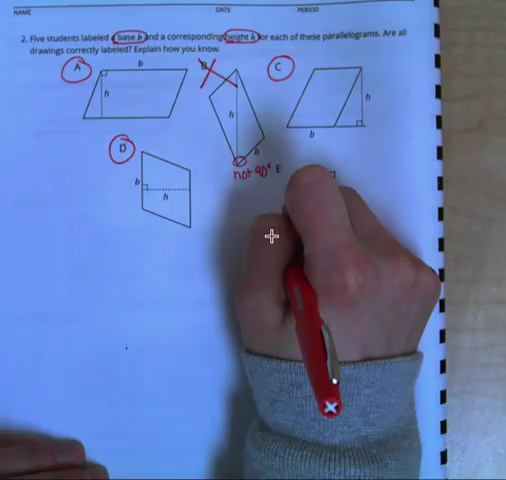 NAME DATE PERIOD
2. Five students labeled a base b and a corresponding height h for each of these parallelograms. Are all
drawings correctly labeled? Explain how you know.
A b h
B h b
not 90°
C h b
D b h
E